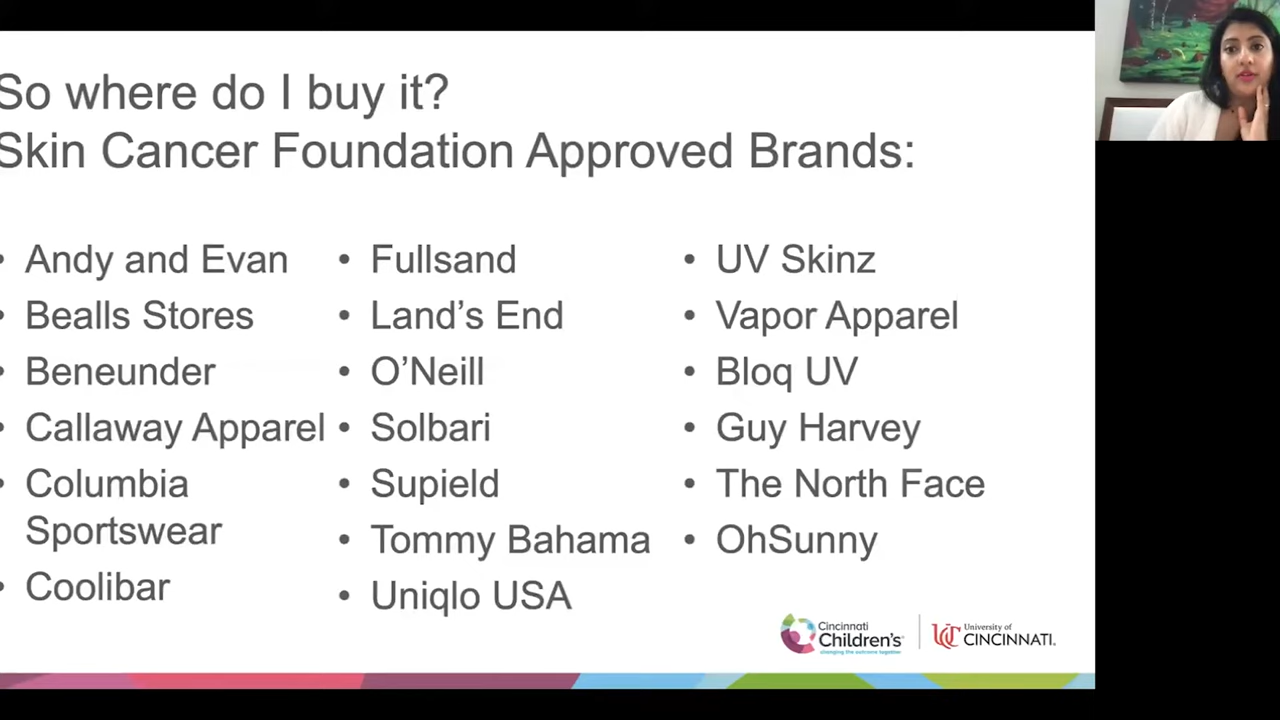 So where do I buy it?
Skin Cancer Foundation Approved Brands:
• Andy and Evan
• Bealls Stores
• Beneunder
• Callaway Apparel
• Columbia
Sportswear
• Coolibar
• Fullsand
• Land's End
• O'Neill
• Solbari
• Supield
• Tommy Bahama
• Uniqlo USA
• UV Skinz
• Vapor Apparel
• Bloq UV
• Guy Harvey
• The North Face
• OhSunny
Cincinnati
Children's
changing the outcome together
UC
University of
CINCINNATI